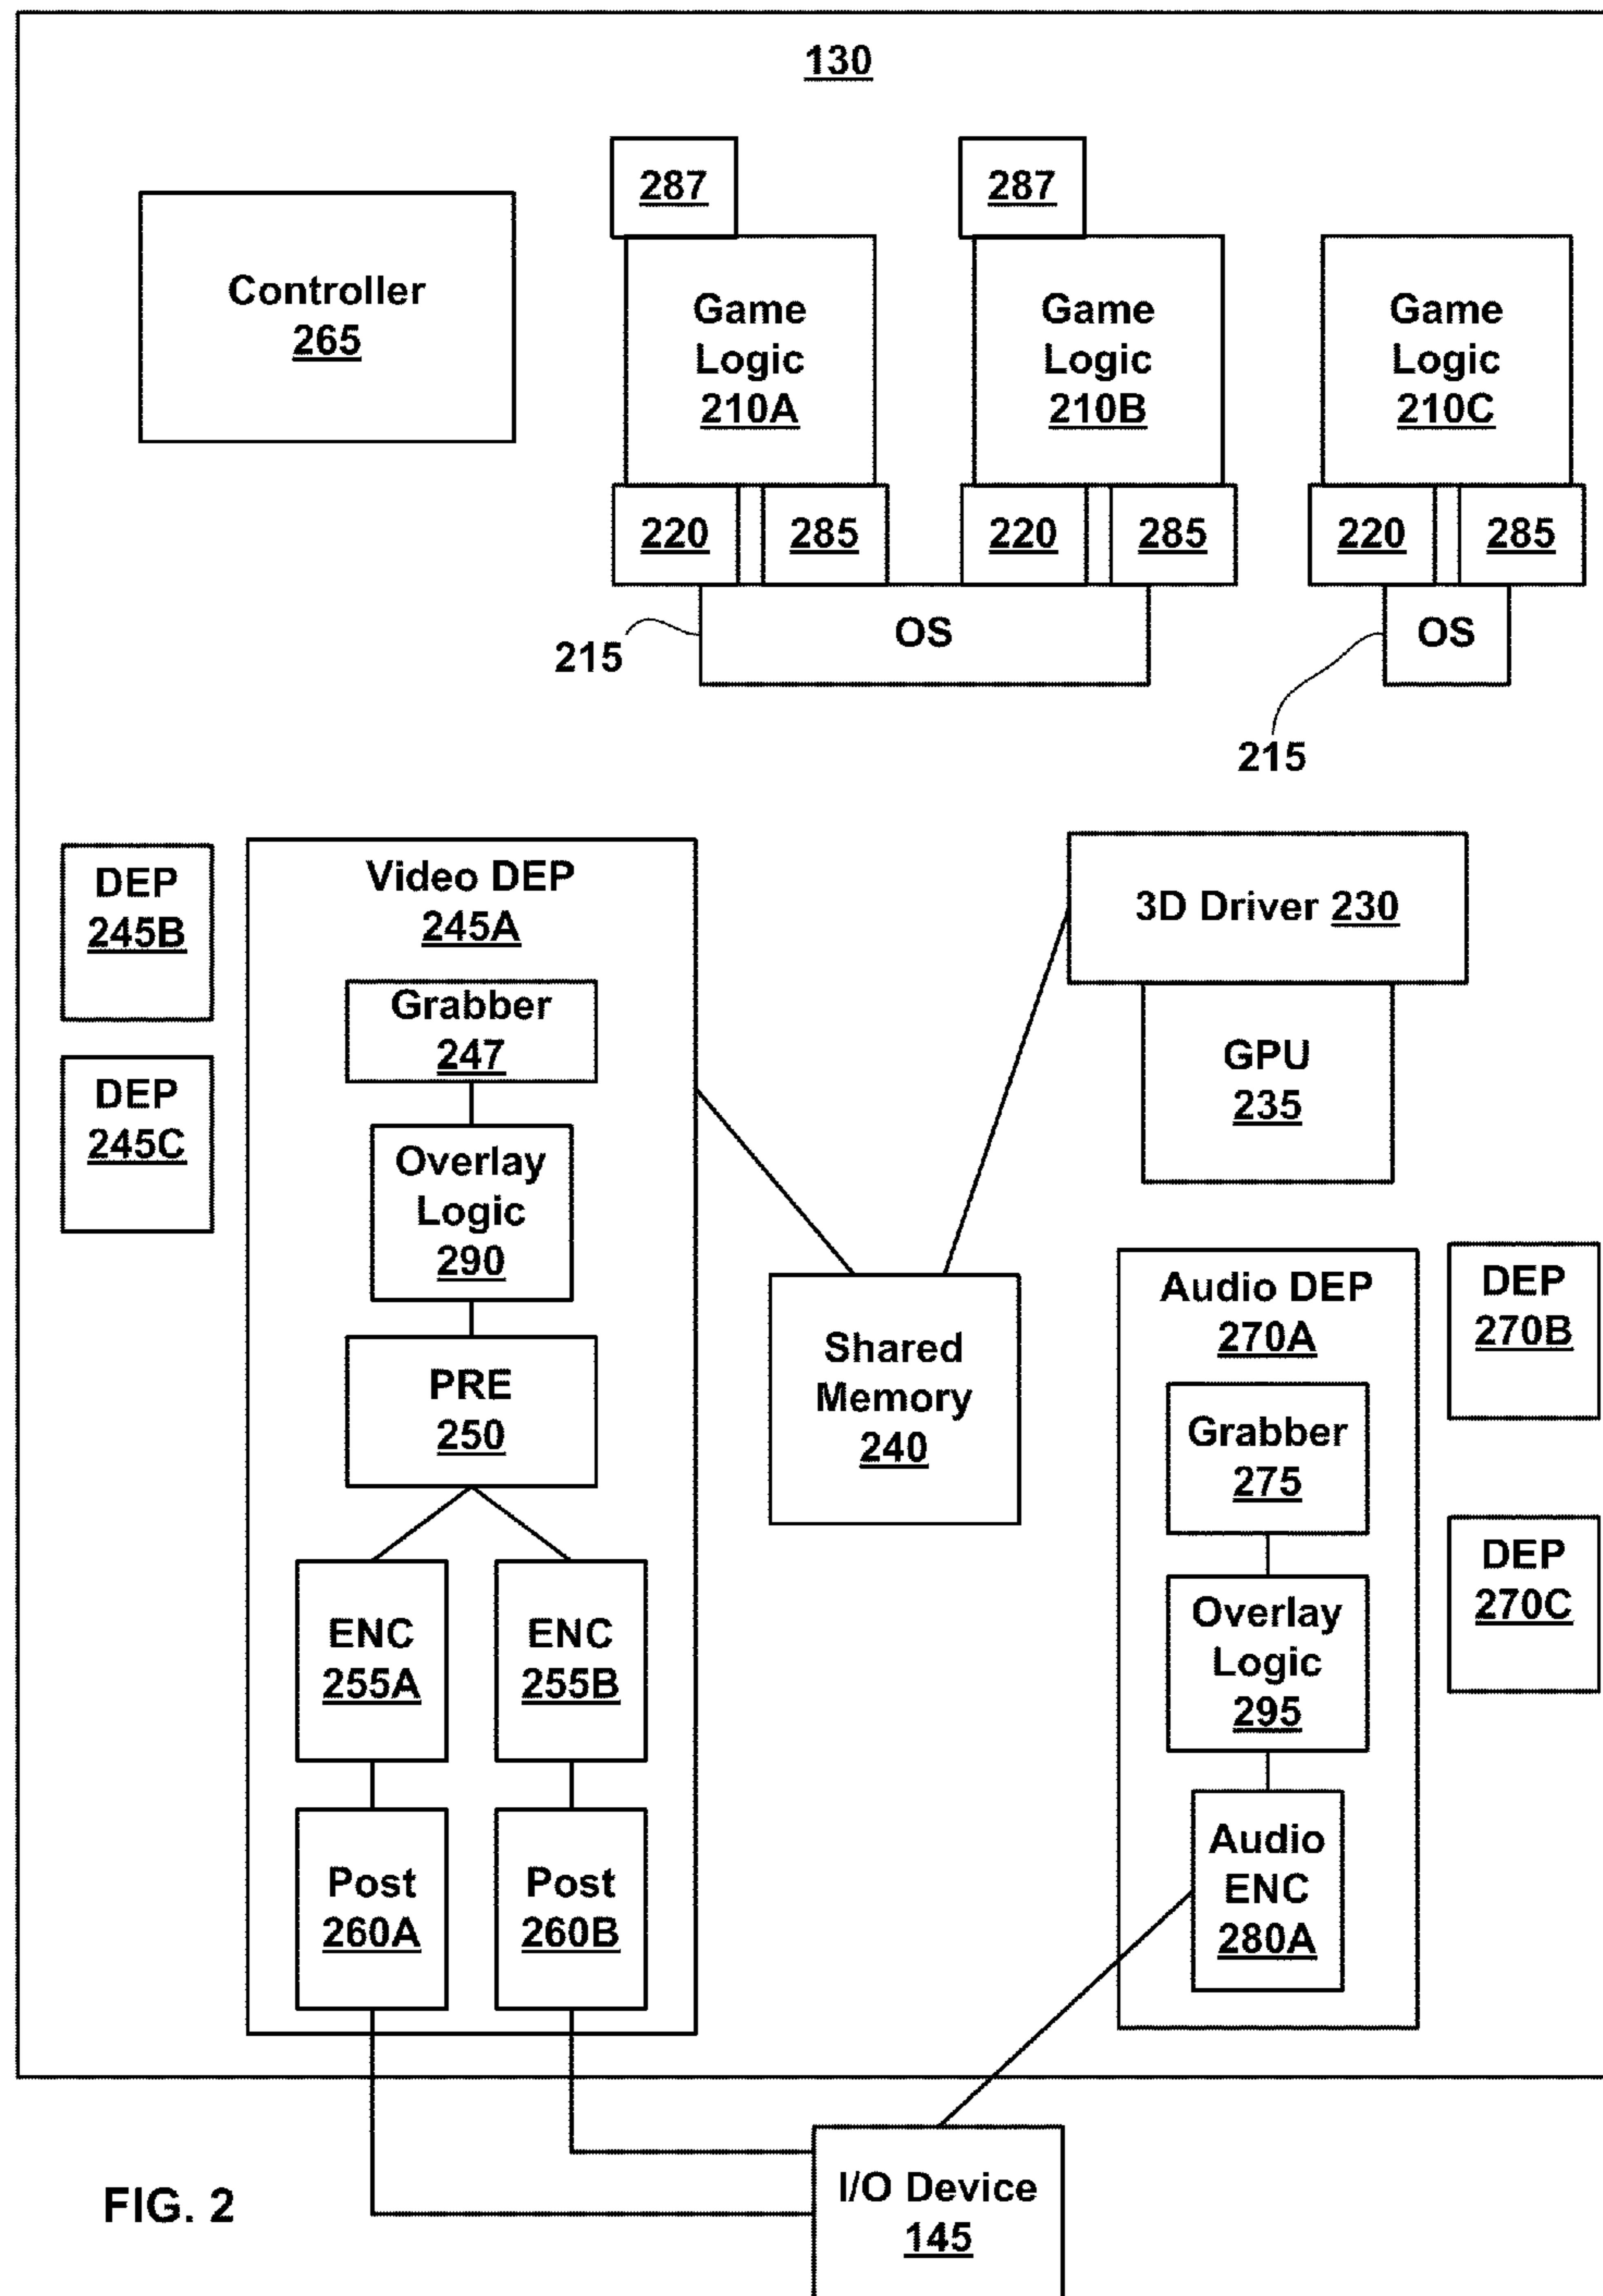 130
287
287
Controller
265
Game
Logic
210A
Game
Logic
210B
Game
Logic
210C
220
285
220
285
220
285
OS
OS
215
215
DEP
245B
DEP
245C
Video DEP
245A
Grabber
247
Overlay
Logic
290
PRE
250
ENC
255A
ENC
255B
Post
260A
Post
260B
3D Driver 230
GPU
235
Shared
Memory
240
Audio DEP
270A
Grabber
275
Overlay
Logic
295
Audio
ENC
280A
DEP
270B
DEP
270C
I/O Device
145
FIG. 2